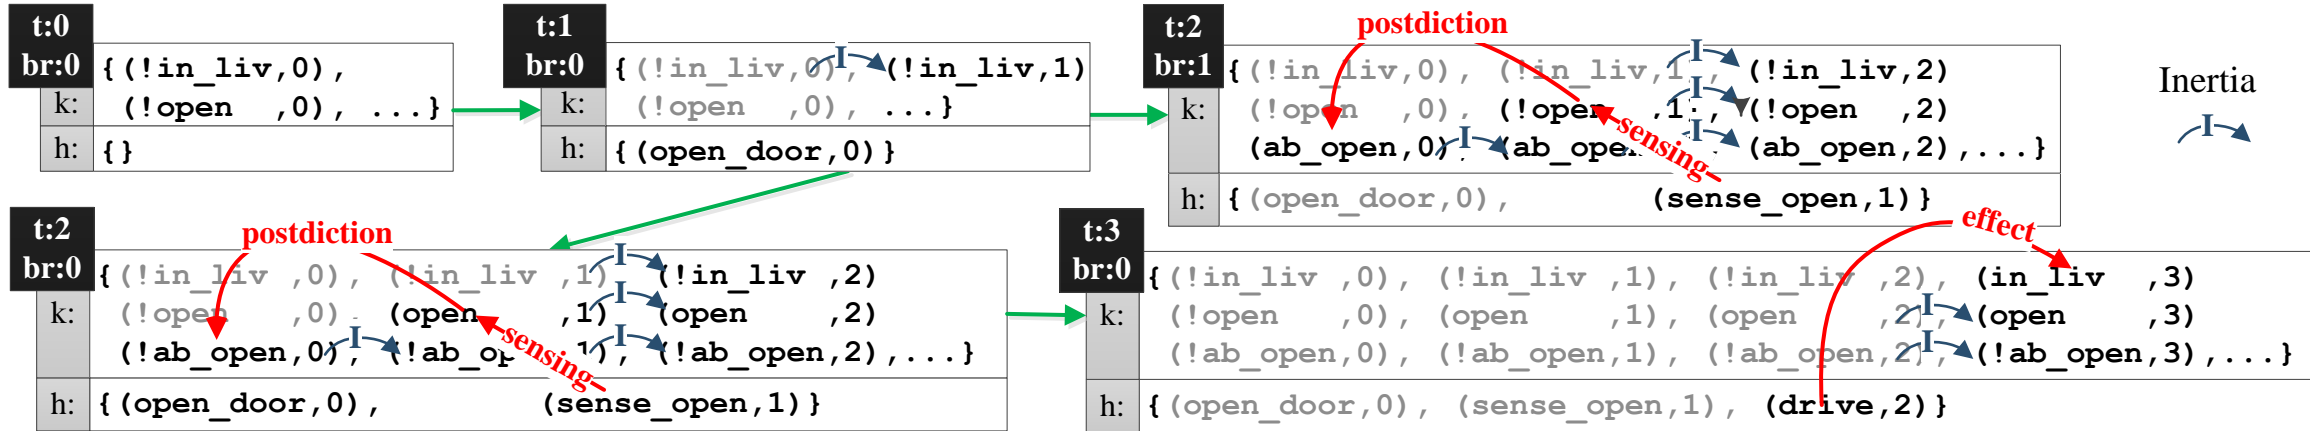 t:0
br:0
{(!in_liv,0),
k: (!open ,0), ...}
h: {}
t:1
br:0
{(!in_liv,0), I (!in_liv,1)
k: (!open ,0), ...}
h: {(open_door,0)}
t:2
br:1
postdiction
{(!in_liv,0), (!in_liv,1), I (!in_liv,2)
k: (!open ,0), (!open ,1), I (!open ,2)
(ab_open,0), I (ab_open I (ab_open,2),...}
sensing
h: {(open_door,0), (sense_open,1)}
Inertia
I
t:2
br:0
postdiction
{(!in_liv ,0), (!in_liv ,1) I (!in_liv ,2)
k: (!open ,0), (open ,1) I (open ,2)
(!ab_open,0), I (!ab_op ,1), I (!ab_open,2),...}
sensing
h: {(open_door,0), (sense_open,1)}
t:3
br:0
effect
{(!in_liv ,0), (!in_liv ,1), (!in_liv ,2), (in_liv ,3)
k: (!open ,0), (open ,1), (open ,2), I (open ,3)
(!ab_open,0), (!ab_open,1), (!ab_open,2), I (!ab_open,3),...}
h: {(open_door,0), (sense_open,1), (drive,2)}